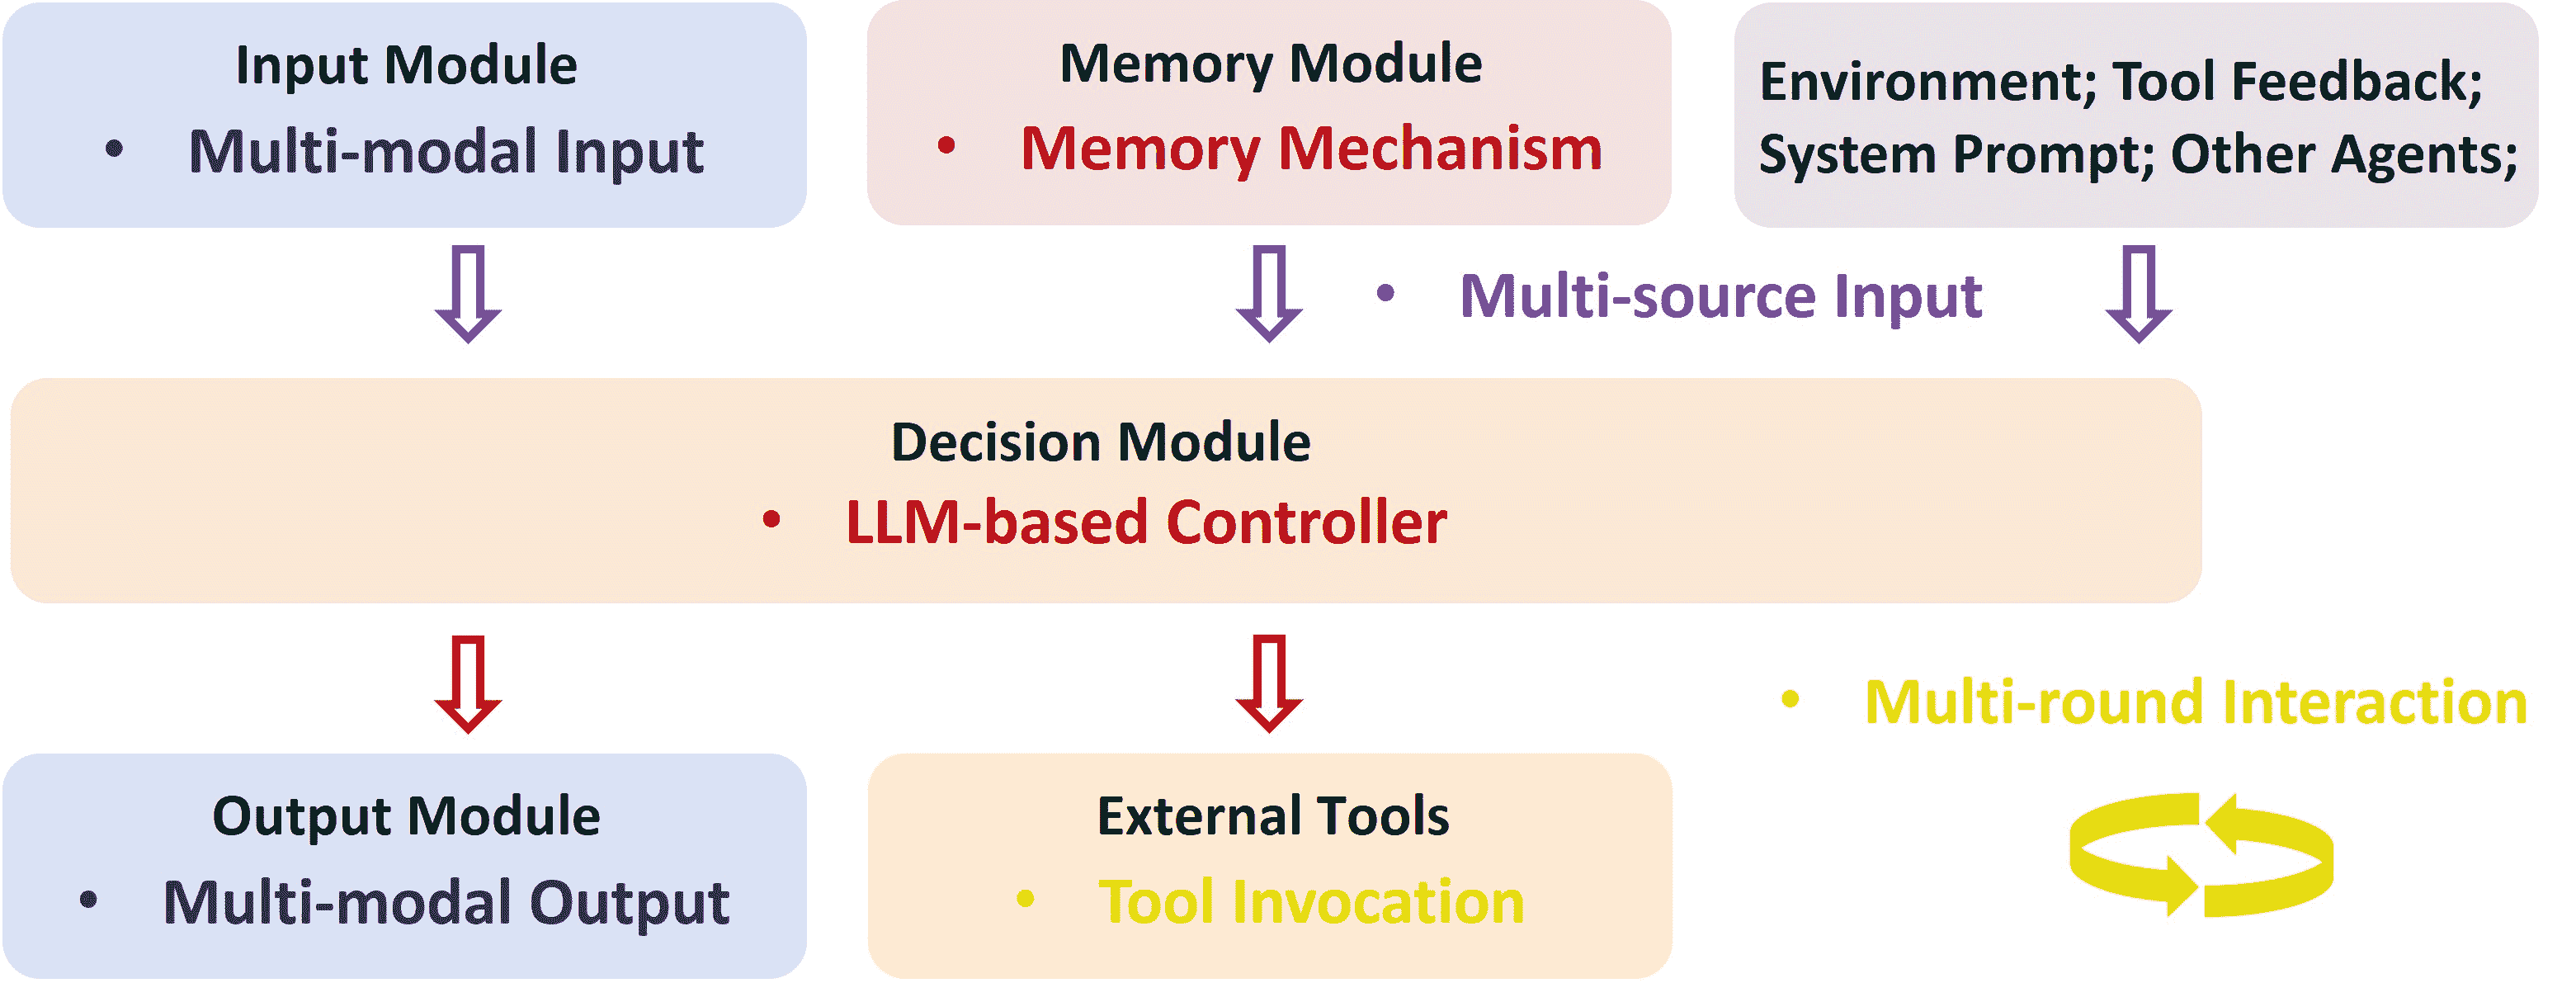 Input Module
• Multi-modal Input
Memory Module
• Memory Mechanism
Environment; Tool Feedback;
System Prompt; Other Agents;
• Multi-source Input
Decision Module
• LLM-based Controller
Output Module
• Multi-modal Output
External Tools
• Tool Invocation
• Multi-round Interaction